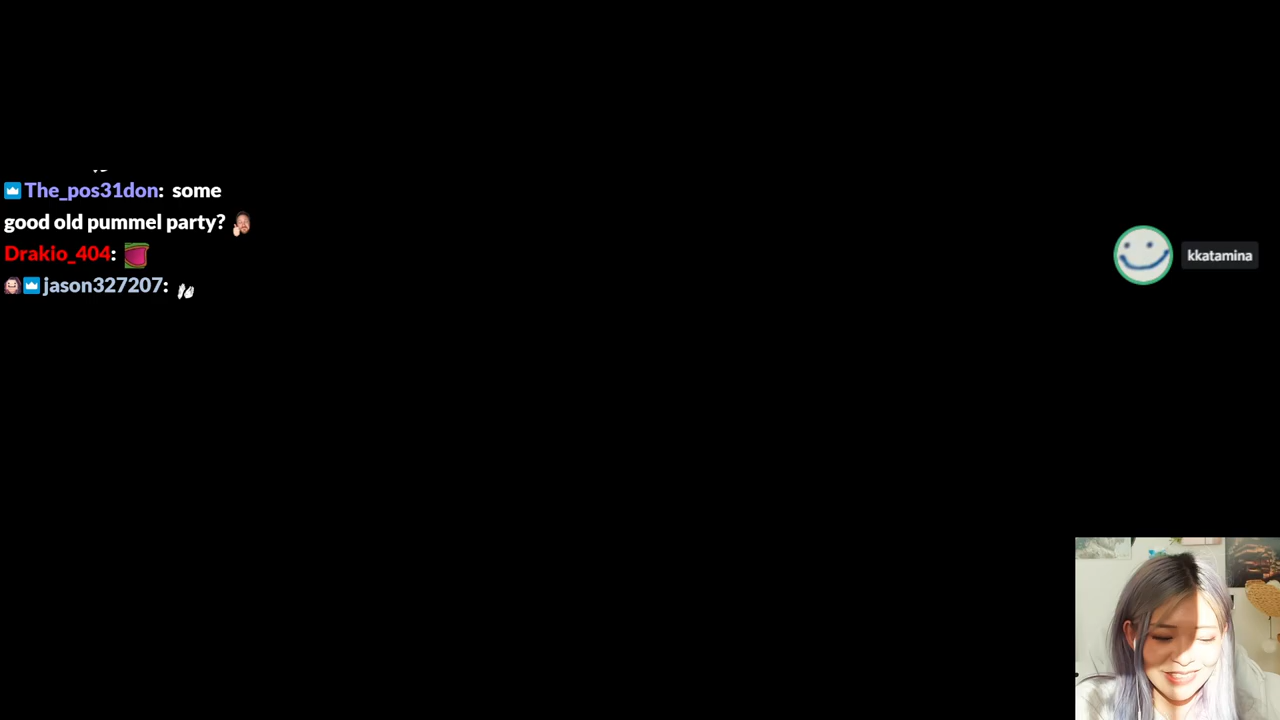 The_pos31don: some
good old pummel party?
Drakio_404:
jason327207:
kkatamina